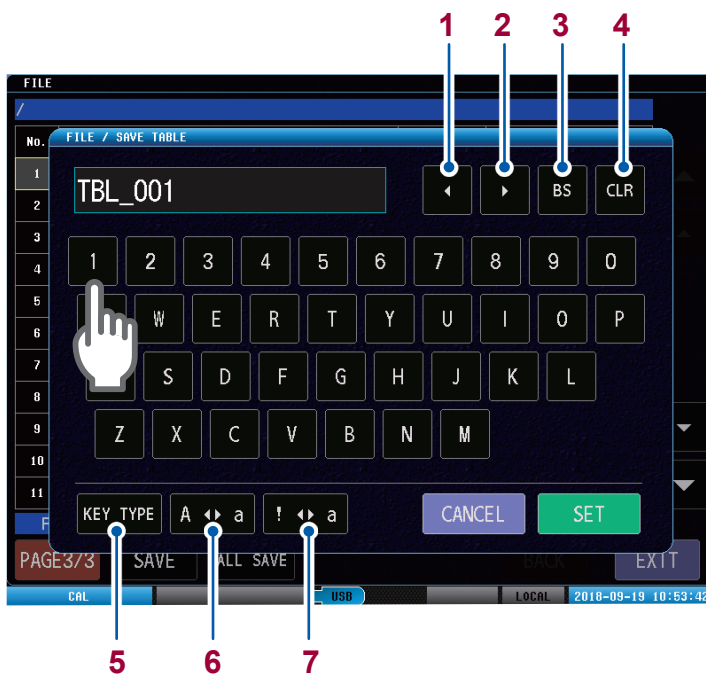 1 2 3 4
FILE
/
No. FILE / SAVE TABLE
1 TBL_001 BS CLR
2
3
4 1 2 3 4 5 6 7 8 9 0
5
6 W E R T Y U I O P
7
8 S D F G H J K L
9 Z X C V B N M
10
11 KEY TYPE A a ! a CANCEL SET
F
PAGE3/3 SAVE ALL SAVE BACK EXIT
CAL USB LOCAL 2018-09-19 10:53:42
5 6 7